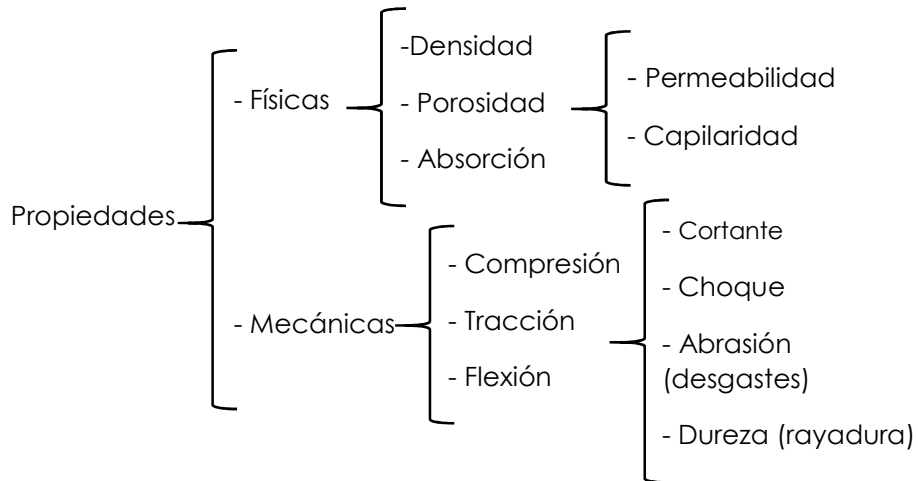 Propiedades
- Físicas
-Densidad
- Porosidad
- Absorción
- Permeabilidad
- Capilaridad
- Mecánicas
- Compresión
- Tracción
- Flexión
- Cortante
- Choque
- Abrasión
(desgastes)
- Dureza (rayadura)